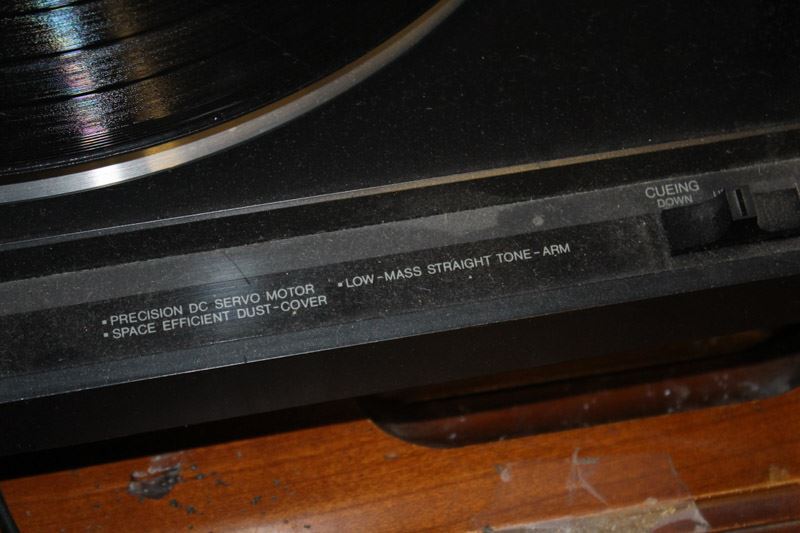 CUEING
DOWN
▪ PRECISION DC SERVO MOTOR
▪ SPACE EFFICIENT DUST-COVER
▪ LOW-MASS STRAIGHT TONE-ARM